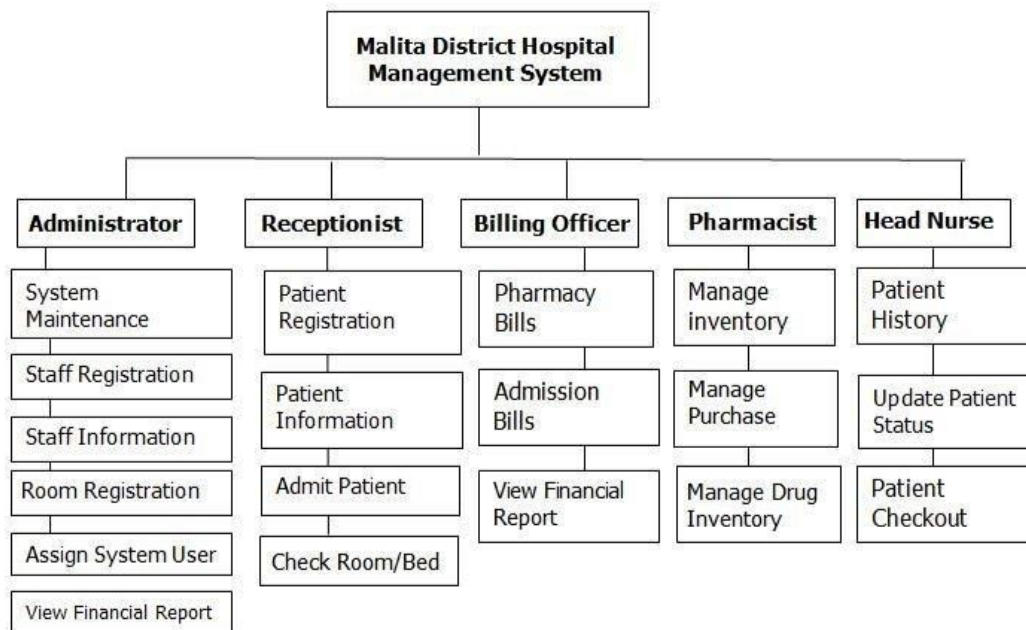 Malita District Hospital
Management System
Administrator
System
Maintenance
Staff Registration
Staff Information
Room Registration
Assign System User
View Financial Report
Receptionist
Patient
Registration
Patient
Information
Admit Patient
Check Room/Bed
Billing Officer
Pharmacy
Bills
Admission
Bills
View Financial
Report
Pharmacist
Manage
inventory
Manage
Purchase
Manage Drug
Inventory
Head Nurse
Patient
History
Update Patient
Status
Patient
Checkout